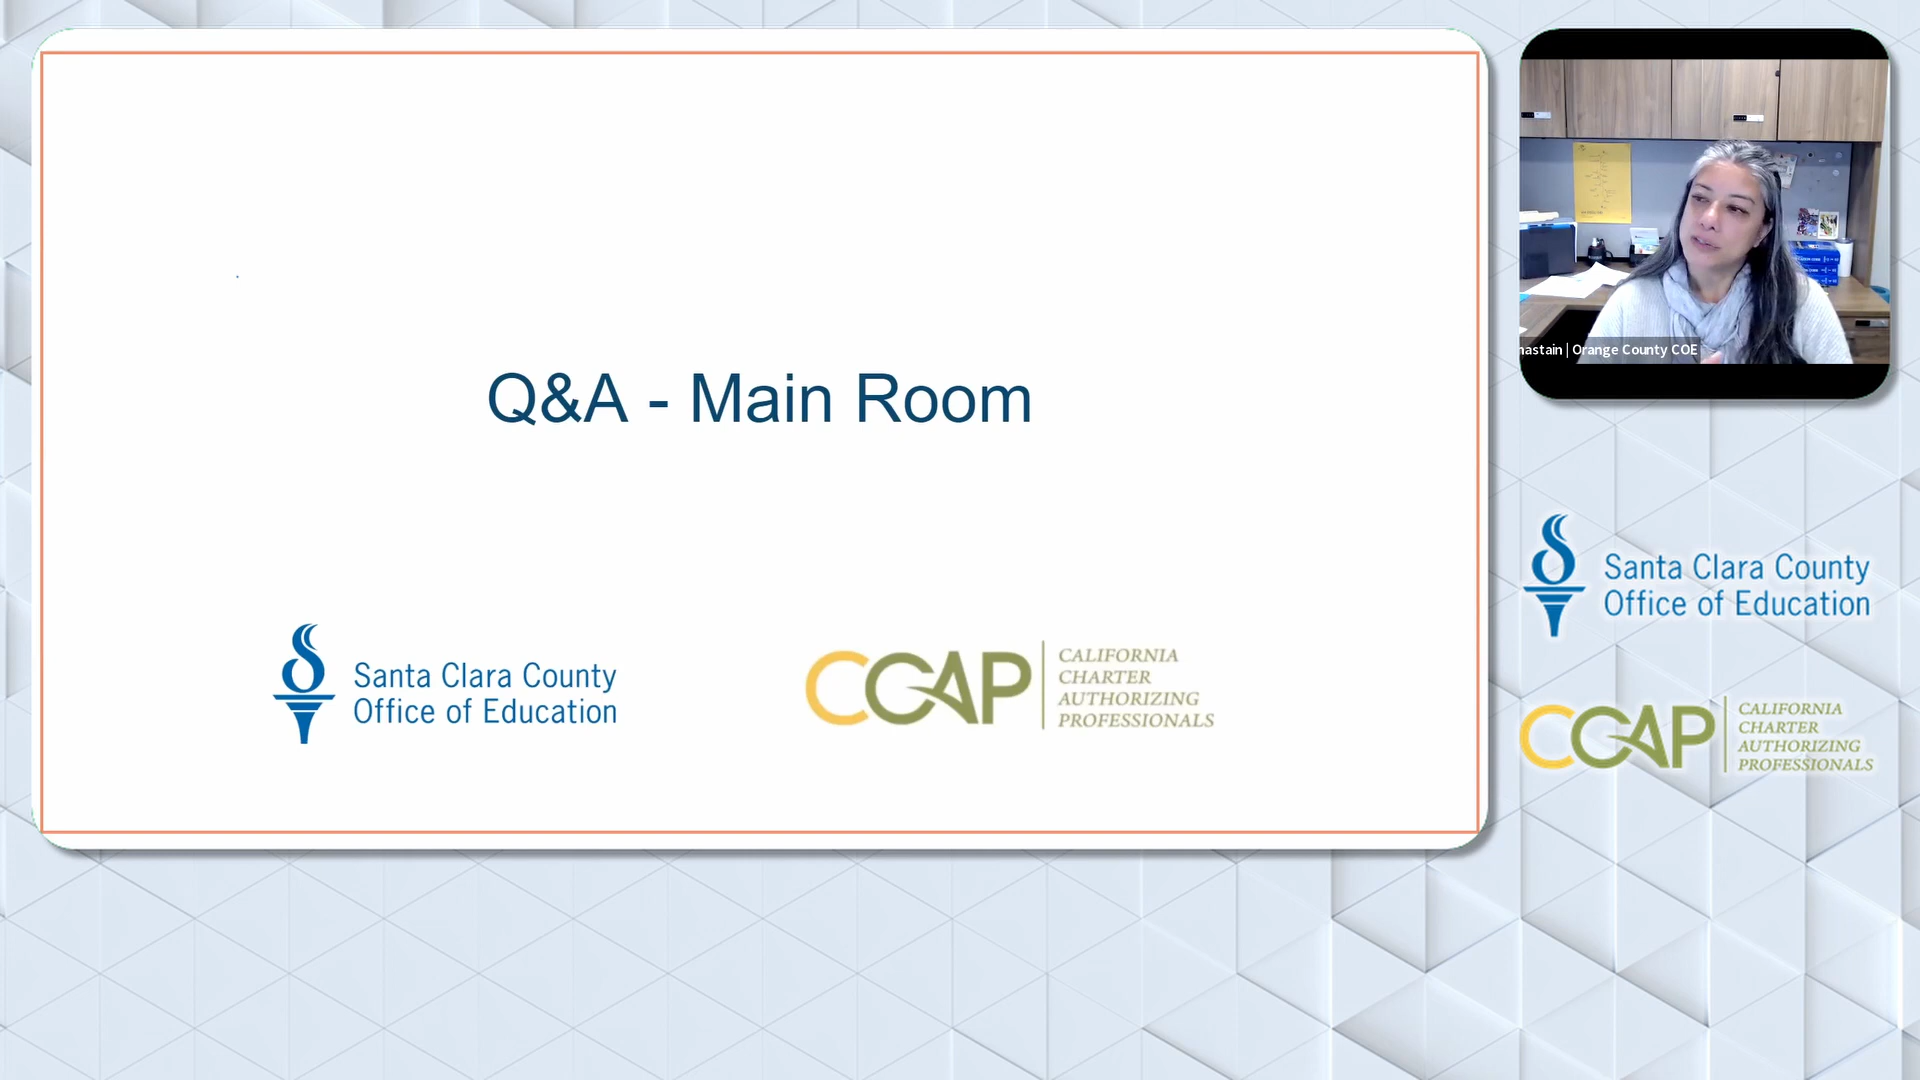 Q&A - Main Room
Santa Clara County
Office of Education
CCAP
CALIFORNIA
CHARTER
AUTHORIZING
PROFESSIONALS
nastain | Orange County COE
Santa Clara County
Office of Education
CCAP
CALIFORNIA
CHARTER
AUTHORIZING
PROFESSIONALS